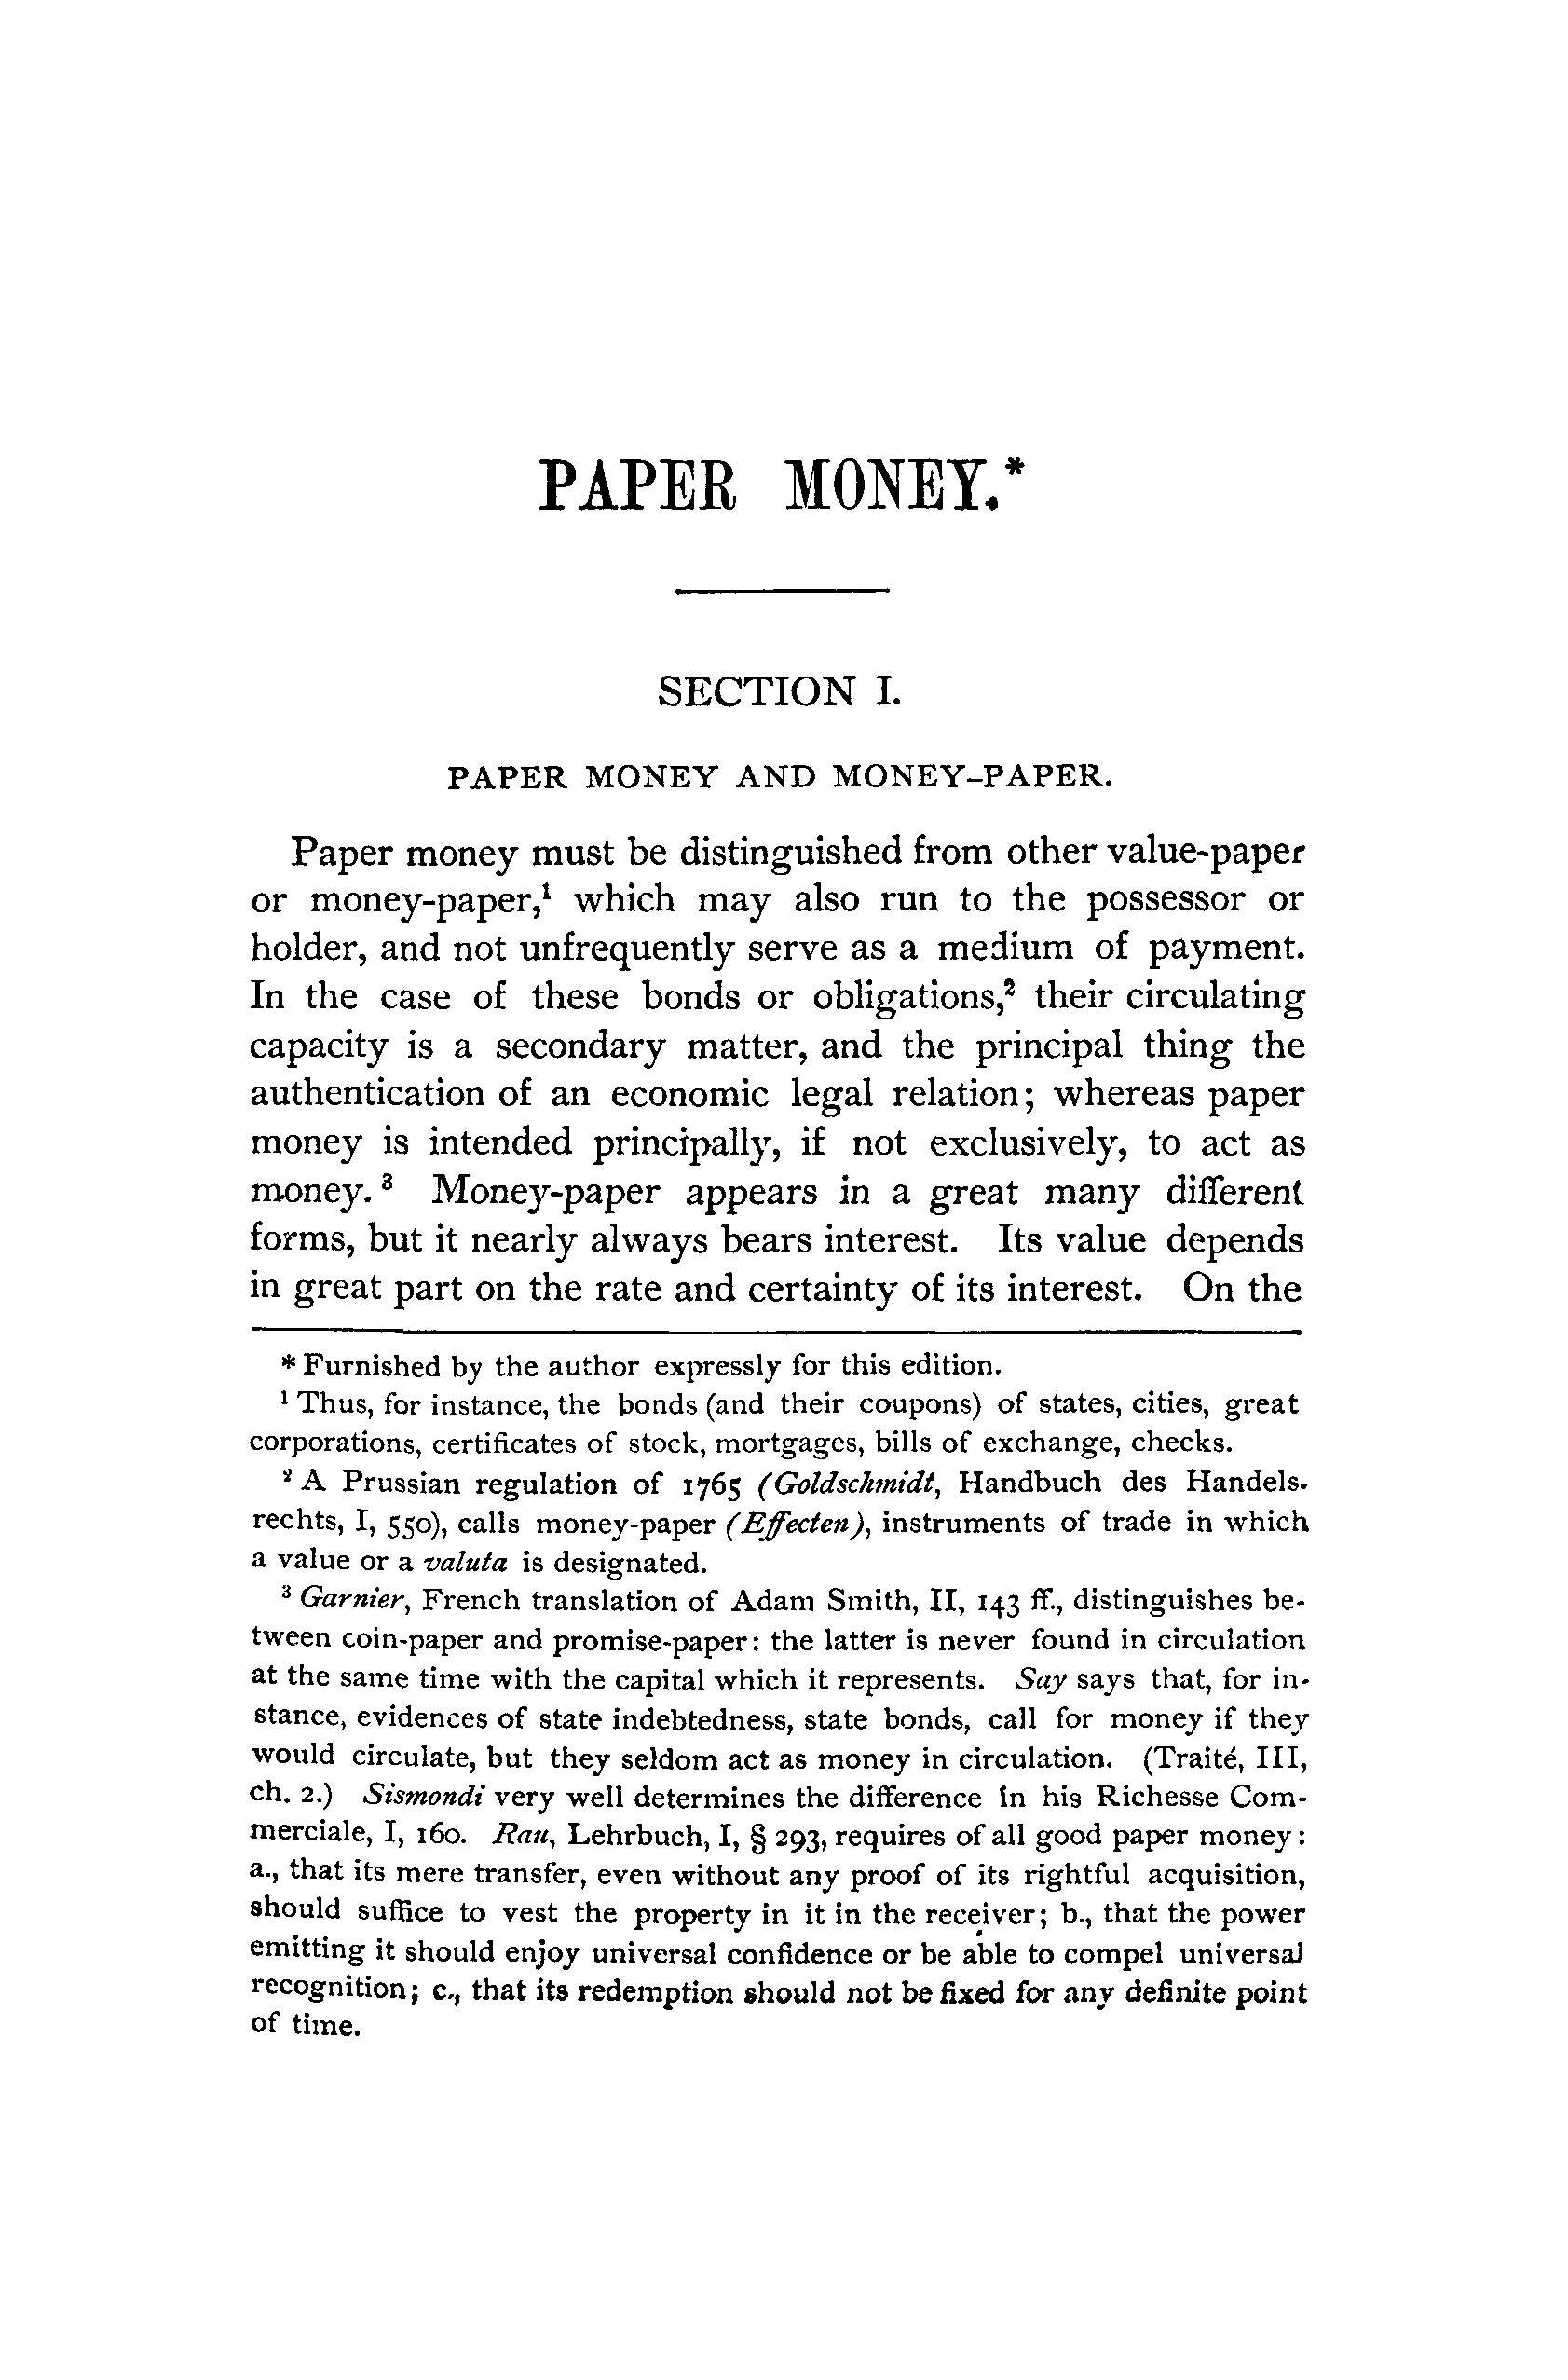 PAPER MONEY.*
SECTION I.
PAPER MONEY AND MONEY-PAPER.
Paper money must be distinguished from other value-paper
or money-paper,¹ which may also run to the possessor or
holder, and not unfrequently serve as a medium of payment.
In the case of these bonds or obligations,² their circulating
capacity is a secondary matter, and the principal thing the
authentication of an economic legal relation; whereas paper
money is intended principally, if not exclusively, to act as
money.³ Money-paper appears in a great many different
forms, but it nearly always bears interest. Its value depends
in great part on the rate and certainty of its interest. On the
* Furnished by the author expressly for this edition.
¹ Thus, for instance, the bonds (and their coupons) of states, cities, great
corporations, certificates of stock, mortgages, bills of exchange, checks.
² A Prussian regulation of 1765 (Goldschmidt, Handbuch des Handels-
rechts, I, 550), calls money-paper (Effecten), instruments of trade in which
a value or a valuta is designated.
³ Garnier, French translation of Adam Smith, II, 143 ff., distinguishes be-
tween coin-paper and promise-paper: the latter is never found in circulation
at the same time with the capital which it represents. Say says that, for in-
stance, evidences of state indebtedness, state bonds, call for money if they
would circulate, but they seldom act as money in circulation. (Traité, III,
ch. 2.) Sismondi very well determines the difference in his Richesse Com-
merciale, I, 160. Rau, Lehrbuch, I, § 293, requires of all good paper money:
a., that its mere transfer, even without any proof of its rightful acquisition,
should suffice to vest the property in it in the receiver; b., that the power
emitting it should enjoy universal confidence or be able to compel universal
recognition; c., that its redemption should not be fixed for any definite point
of time.